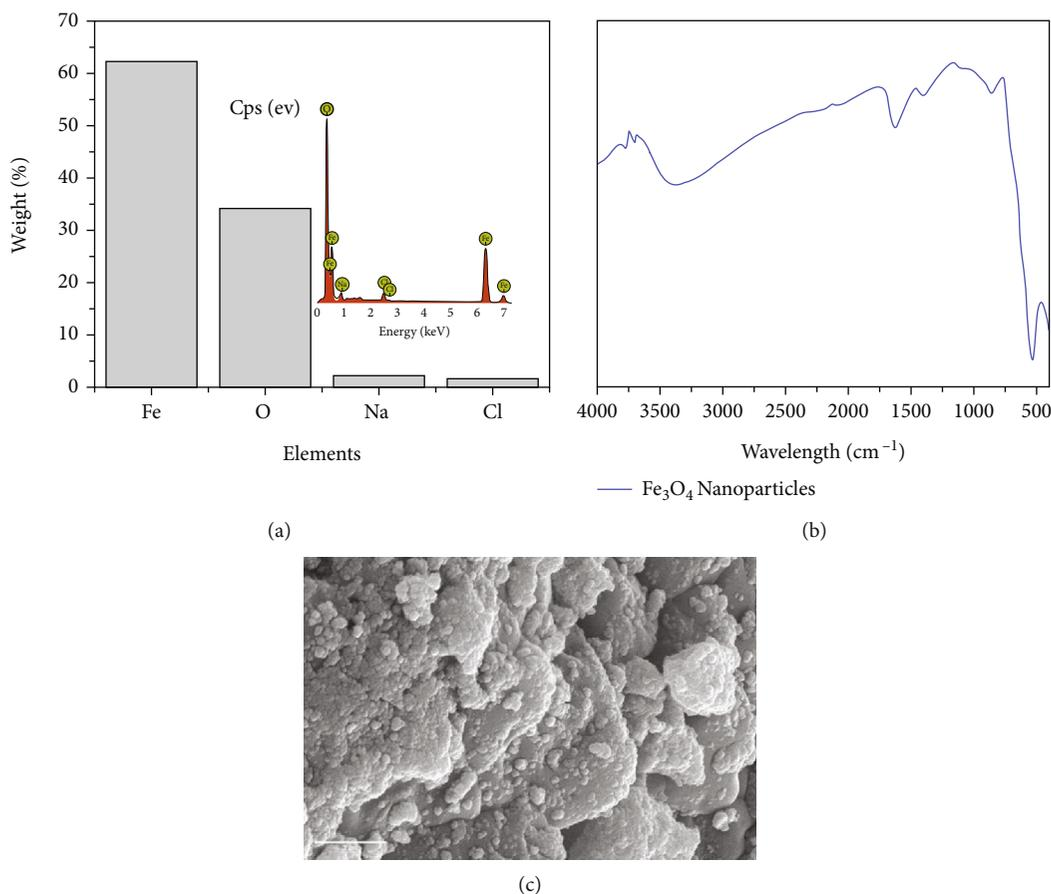 70
60
50
40
30
20
10
0
Weight (%)
Cps (ev)
O
Fe
Fe
Na
Cl
Cl
Fe
Fe
0 1 2 3 4 5 6 7
Energy (keV)
Fe O Na Cl
Elements
(a)
4000 3500 3000 2500 2000 1500 1000 500
Wavelength (cm⁻¹)
Fe₃O₄ Nanoparticles
(b)
(c)